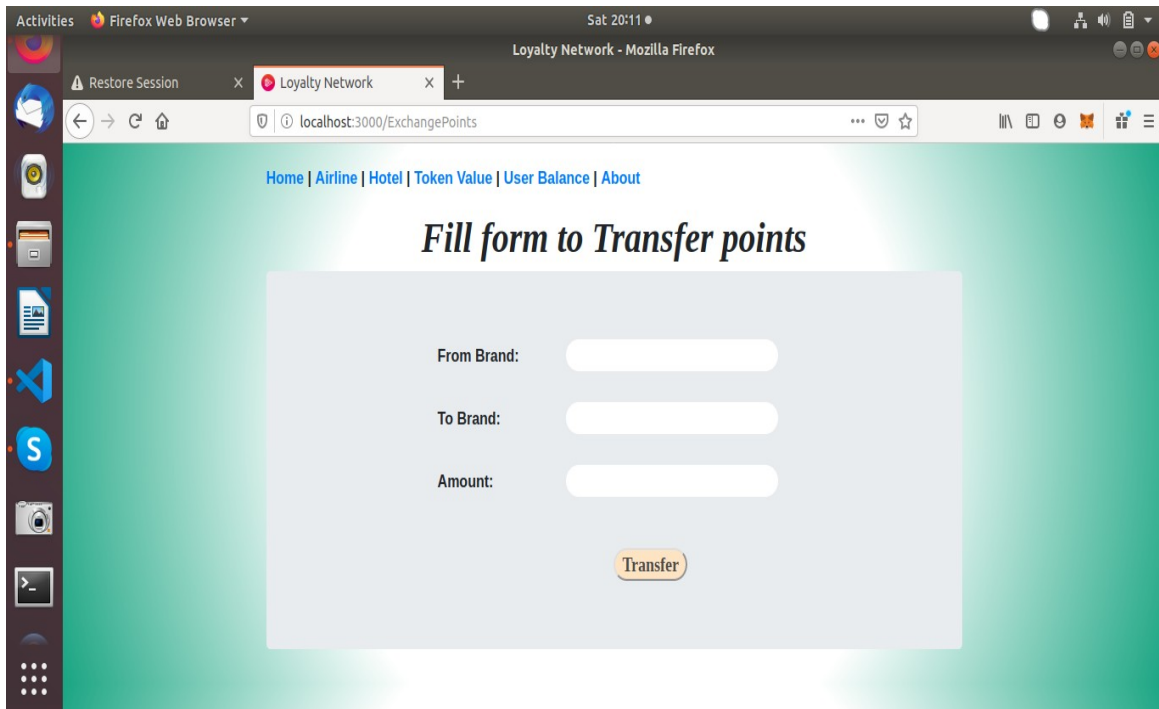 Activities Firefox Web Browser Sat 20:11
Loyalty Network - Mozilla Firefox
Restore Session Loyalty Network
localhost:3000/ExchangePoints
Home | Airline | Hotel | Token Value | User Balance | About
Fill form to Transfer points
From Brand:
To Brand:
Amount:
Transfer
S